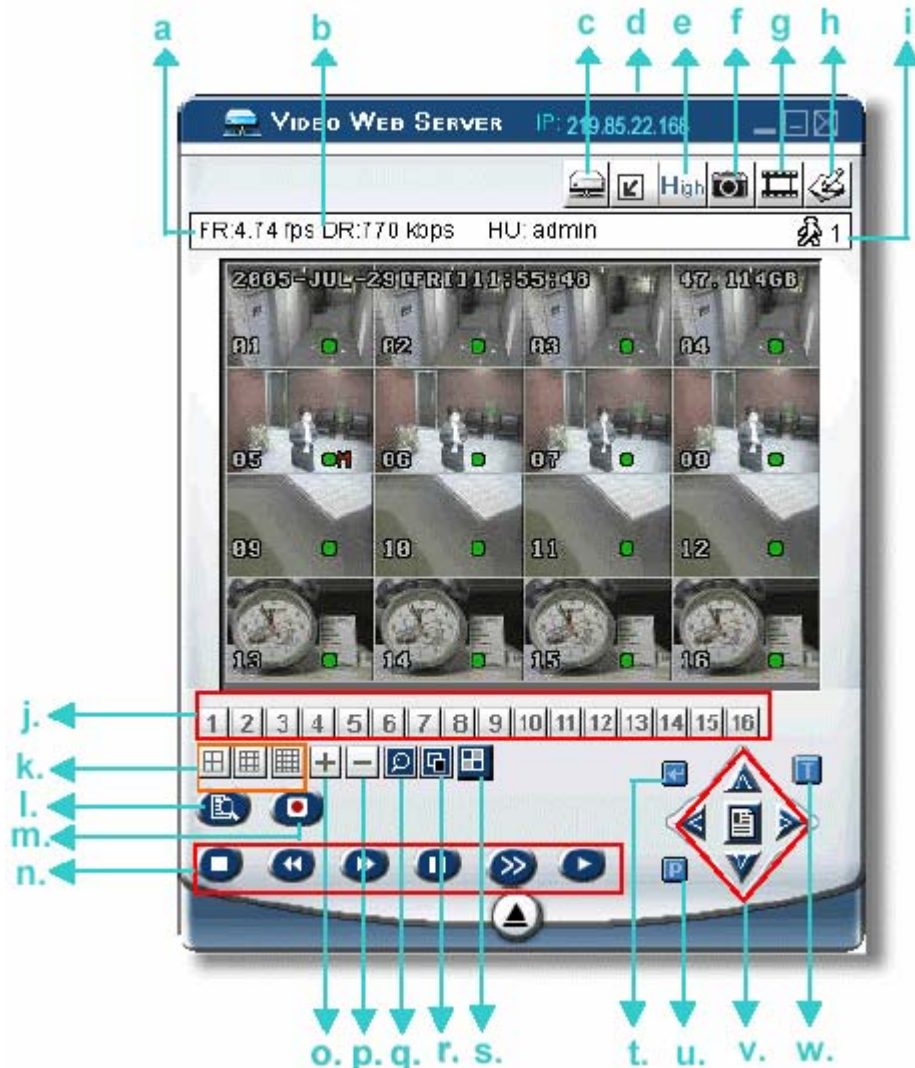 a b c d e f g h i
VIDEO WEB SERVER IP: 219.85.22.168
High
FR:4.74 fps DR:770 kbps HU: admin 1
2005-JUL-29[FRI]11:55:48 47.114GB
01 02 03 04
05 M 06 07 08
09 10 11 12
13 14 15 16
j. 1 2 3 4 5 6 7 8 9 10 11 12 13 14 15 16
k.
T
l.
m.
n.
P
o. p. q. r. s. t. u. v. w.